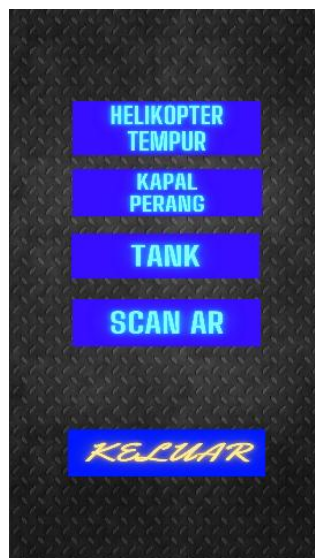 HELIKOPTER
TEMPUR
KAPAL
PERANG
TANK
SCAN AR
KELUAR